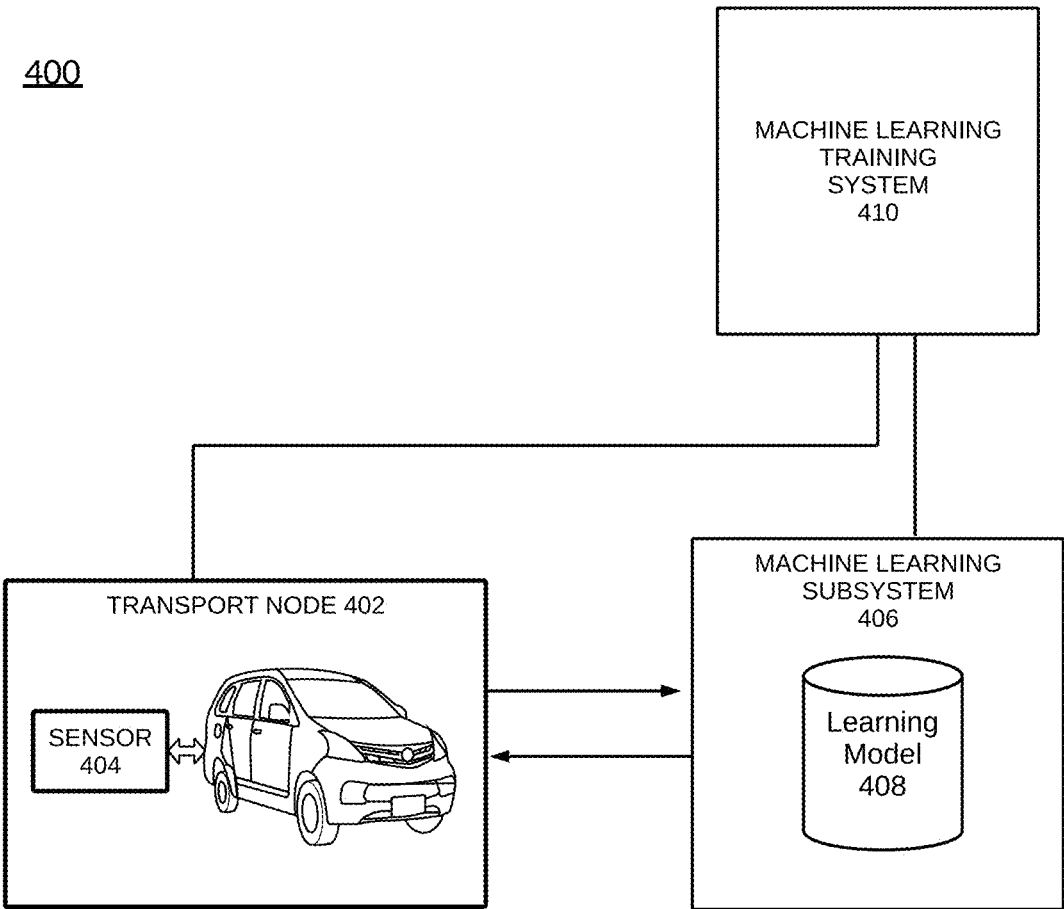 400
MACHINE LEARNING
TRAINING
SYSTEM
410
TRANSPORT NODE 402
SENSOR
404
MACHINE LEARNING
SUBSYSTEM
406
Learning
Model
408